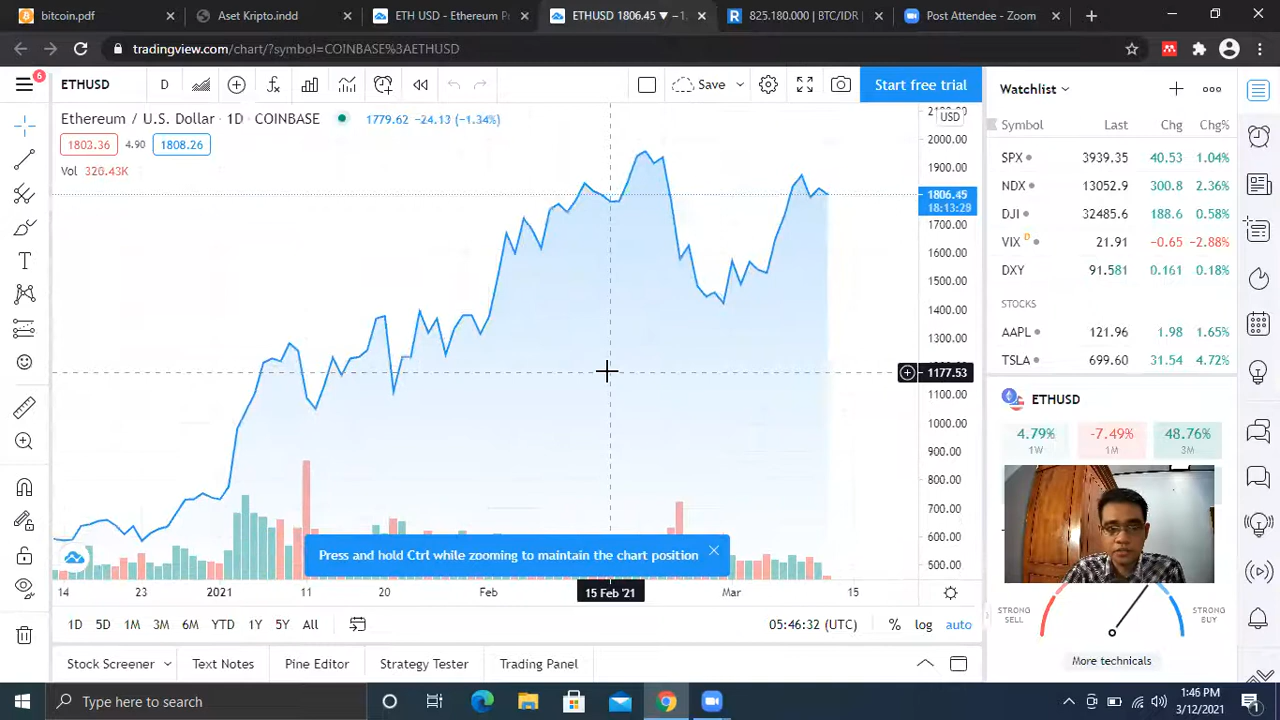 bitcoin.pdf
Aset Kripto.indd
ETH USD - Ethereum P
ETHUSD 1806.45 ▼ −1.
825.180.000 | BTC/IDR |
Post Attendee - Zoom
tradingview.com/chart/?symbol=COINBASE%3AETHUSD
6
ETHUSD
D
Save
Start free trial
Ethereum / U.S. Dollar · 1D · COINBASE
1779.62 −24.13 (−1.34%)
1803.36 4.90 1808.26
Vol 320.43K
USD
2100.00
2000.00
1900.00
1806.45
18:13:29
1700.00
1600.00
1500.00
1400.00
1300.00
1177.53
1100.00
1000.00
900.00
800.00
700.00
600.00
500.00
Press and hold Ctrl while zooming to maintain the chart position
14 23 2021 11 20 Feb 15 Feb '21 Mar 15
1D 5D 1M 3M 6M YTD 1Y 5Y All
05:46:32 (UTC) % log auto
Stock Screener Text Notes Pine Editor Strategy Tester Trading Panel
Watchlist
Symbol Last Chg Chg%
SPX 3939.35 40.53 1.04%
NDX 13052.9 300.8 2.36%
DJI 32485.6 188.6 0.58%
VIX D 21.91 −0.65 −2.88%
DXY 91.581 0.161 0.18%
STOCKS
AAPL 121.96 1.98 1.65%
TSLA 699.60 31.54 4.72%
ETHUSD
4.79% −7.49% 48.76%
1W 1M 3M
STRONG SELL
STRONG BUY
More technicals
Type here to search
1:46 PM
3/12/2021
1